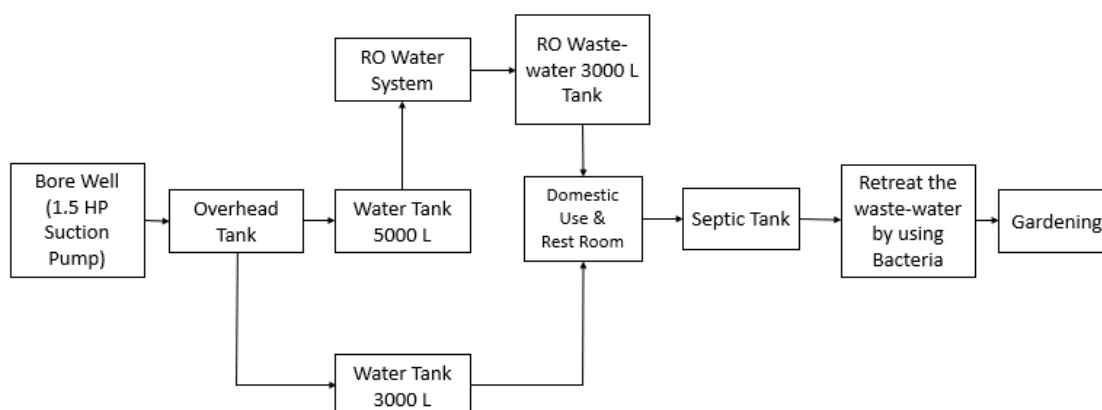 RO Water
System
RO Waste-
water 3000 L
Tank
Bore Well
(1.5 HP
Suction
Pump)
Overhead
Tank
Water Tank
5000 L
Domestic
Use &
Rest Room
Septic Tank
Retreat the
waste-water
by using
Bacteria
Gardening
Water Tank
3000 L